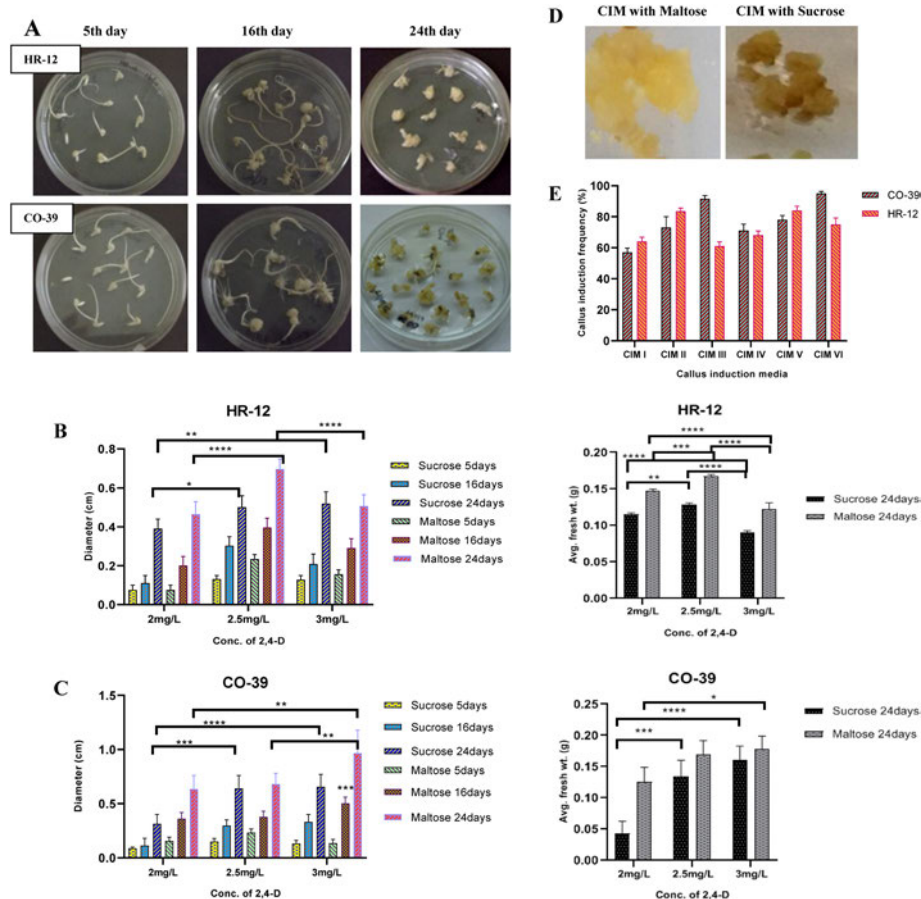 A
5th day
16th day
24th day
HR-12
CO-39
D
CIM with Maltose
CIM with Sucrose
E
Callus induction frequency (%)
100
80
60
40
20
0
CIM I
CIM II
CIM III
CIM IV
CIM V
CIM VI
Callus induction media
CO-39
HR-12
B
HR-12
Diameter (cm)
0.8
0.6
0.4
0.2
0.0
**
****
****
*
2mg/L
2.5mg/L
3mg/L
Conc. of 2,4-D
Sucrose 5days
Sucrose 16days
Sucrose 24days
Maltose 5days
Maltose 16days
Maltose 24days
HR-12
Avg. fresh wt. (g)
0.20
0.15
0.10
0.05
0.00
****
***
****
****
**
****
2mg/L
2.5mg/L
3mg/L
Conc. of 2,4-D
Sucrose 24days
Maltose 24days
C
CO-39
Diameter (cm)
1.5
1.0
0.5
0.0
**
****
***
**
***
2mg/L
2.5mg/L
3mg/L
Conc. of 2,4-D
Sucrose 5days
Sucrose 16days
Sucrose 24days
Maltose 5days
Maltose 16days
Maltose 24days
CO-39
Avg. fresh wt. (g)
0.25
0.20
0.15
0.10
0.05
0.00
*
****
***
2mg/L
2.5mg/L
3mg/L
Conc. of 2,4-D
Sucrose 24days
Maltose 24days